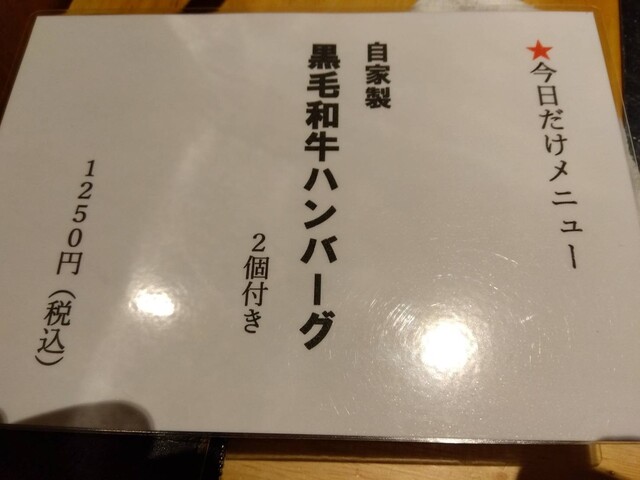 ★今日だけメニュー
自家製
黒毛和牛ハンバーグ
2個付き
1250円(税込)